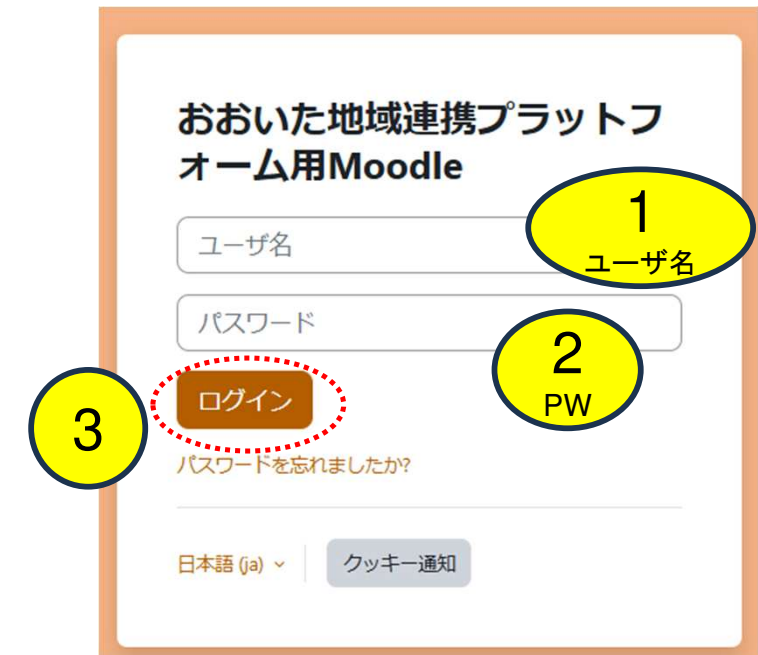 おおいた地域連携プラットフ
ォーム用Moodle
1
ユーザ名
ユーザ名
パスワード
2
PW
3
ログイン
パスワードを忘れましたか?
日本語 (ja)
クッキー通知